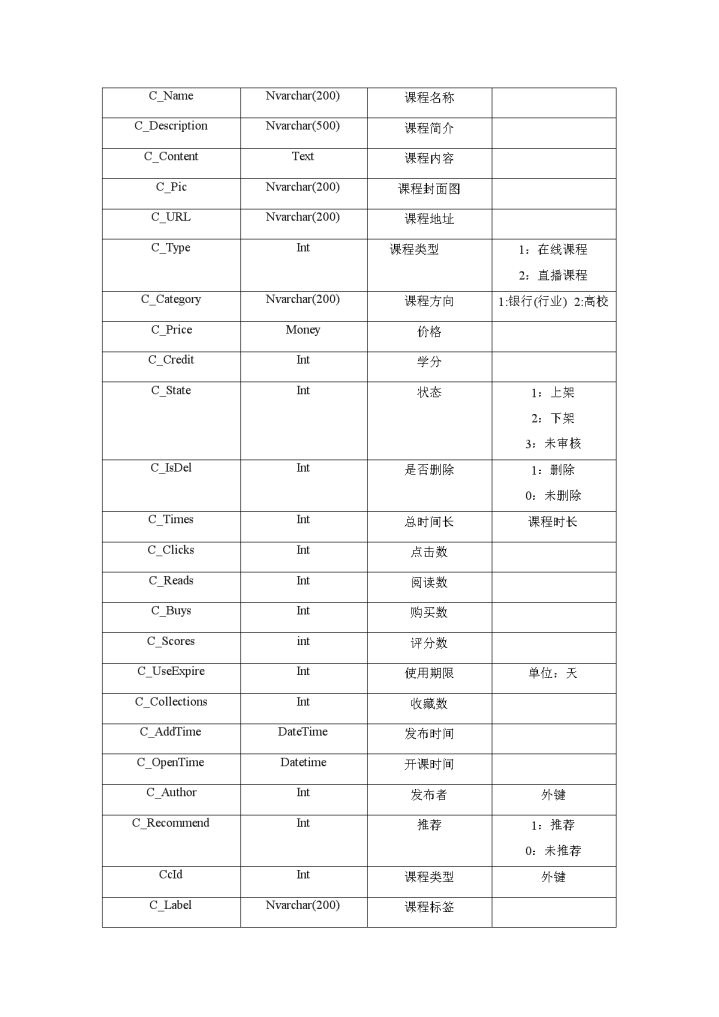 C_Name Nvarchar(200) 课程名称
C_Description Nvarchar(500) 课程简介
C_Content Text 课程内容
C_Pic Nvarchar(200) 课程封面图
C_URL Nvarchar(200) 课程地址
C_Type Int 课程类型 1：在线课程
2：直播课程
C_Category Nvarchar(200) 课程方向 1:银行(行业) 2:高校
C_Price Money 价格
C_Credit Int 学分
C_State Int 状态 1：上架
2：下架
3：未审核
C_IsDel Int 是否删除 1：删除
0：未删除
C_Times Int 总时间长 课程时长
C_Clicks Int 点击数
C_Reads Int 阅读数
C_Buys Int 购买数
C_Scores int 评分数
C_UseExpire Int 使用期限 单位：天
C_Collections Int 收藏数
C_AddTime DateTime 发布时间
C_OpenTime Datetime 开课时间
C_Author Int 发布者 外键
C_Recommend Int 推荐 1：推荐
0：未推荐
CcId Int 课程类型 外键
C_Label Nvarchar(200) 课程标签